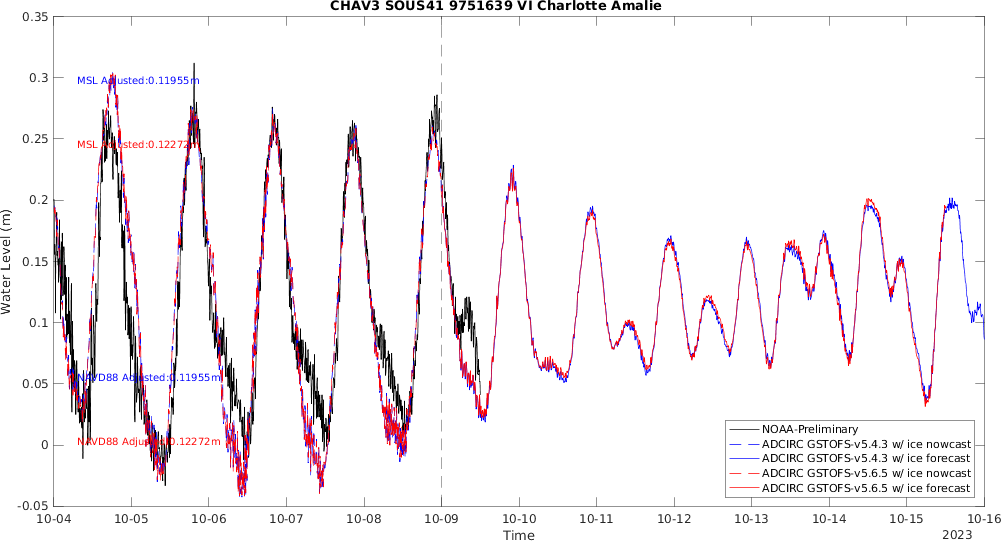 CHAV3 SOUS41 9751639 VI Charlotte Amalie
0.35
0.3
0.25
0.2
0.15
0.1
0.05
0
-0.05
Water Level (m)
MSL Adjusted:0.11955m
MSL Adjusted:0.12272m
NAVD88 Adjusted:0.11955m
NAVD88 Adjusted:0.12272m
NOAA-Preliminary
ADCIRC GSTOFS-v5.4.3 w/ ice nowcast
ADCIRC GSTOFS-v5.4.3 w/ ice forecast
ADCIRC GSTOFS-v5.6.5 w/ ice nowcast
ADCIRC GSTOFS-v5.6.5 w/ ice forecast
10-04 10-05 10-06 10-07 10-08 10-09 10-10 10-11 10-12 10-13 10-14 10-15 10-16
Time
2023